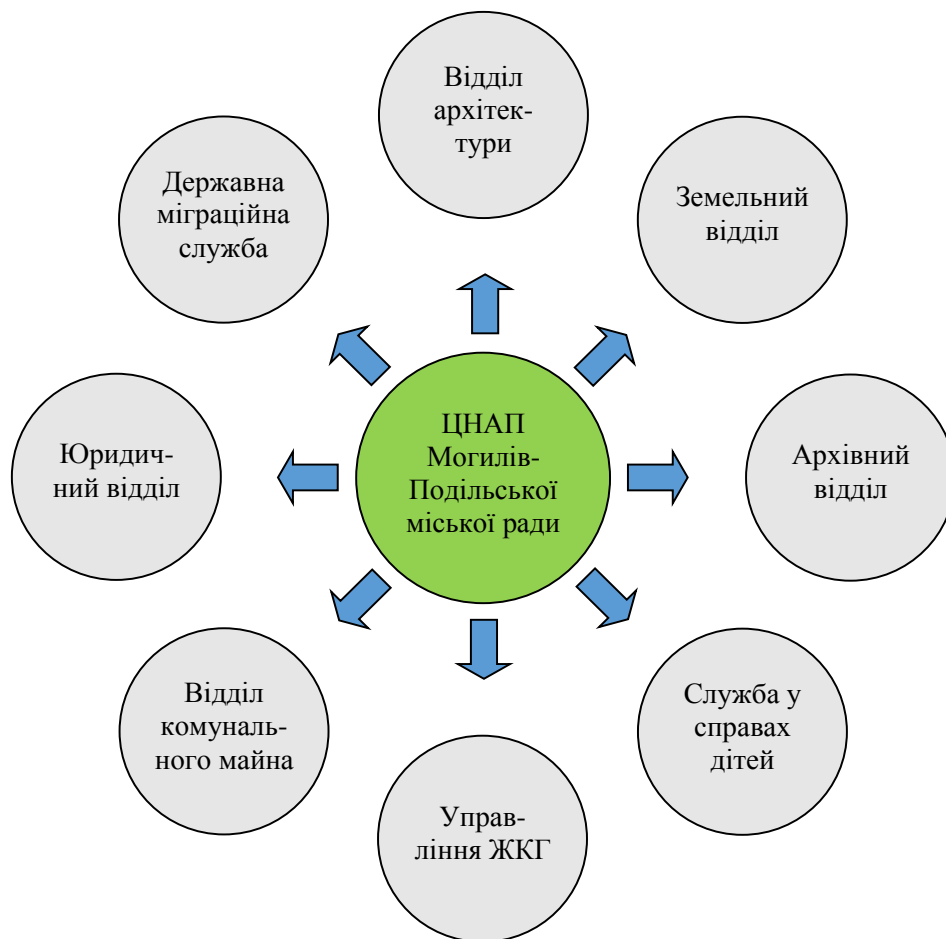 Відділ
архітек-
тури
Державна
міграційна
служба
Земельний
відділ
ЦНАП
Могилів-
Подільської
міської ради
Юридич-
ний відділ
Архівний
відділ
Відділ
комуналь-
ного майна
Служба у
справах
дітей
Управ-
ління ЖКГ